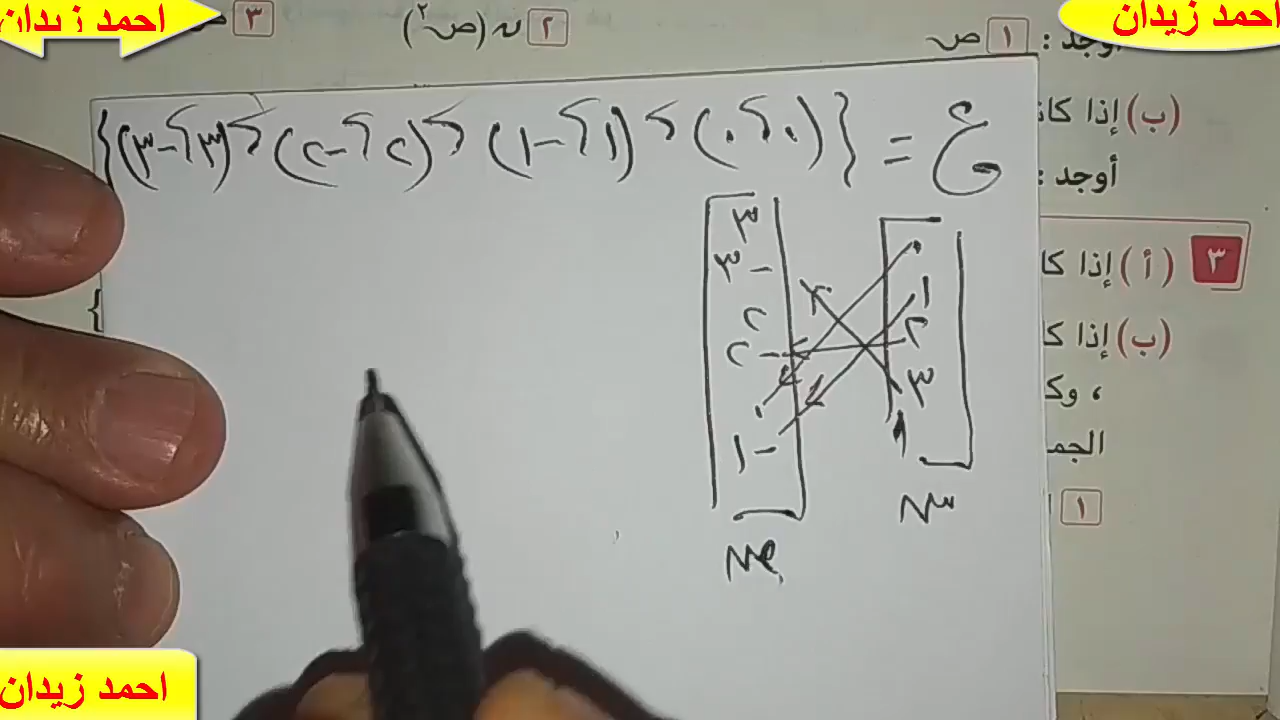 احمد زيدان
احمد زيدان
أوجد : ١ ص
٢ ن (ص٢)
٣
(ب) إذا كان
أوجد :
ع = { (٠ ، ٠) ، (١ ، -١) ، (٢ ، -٢) ، (٣ ، -٣) }
٣ (أ) إذا كا
(ب) إذا كا
، وكا
الجم
١
٠
١
٢
٣
س
٣
-٣
٢
-٢
٠
-١
ص
احمد زيدان